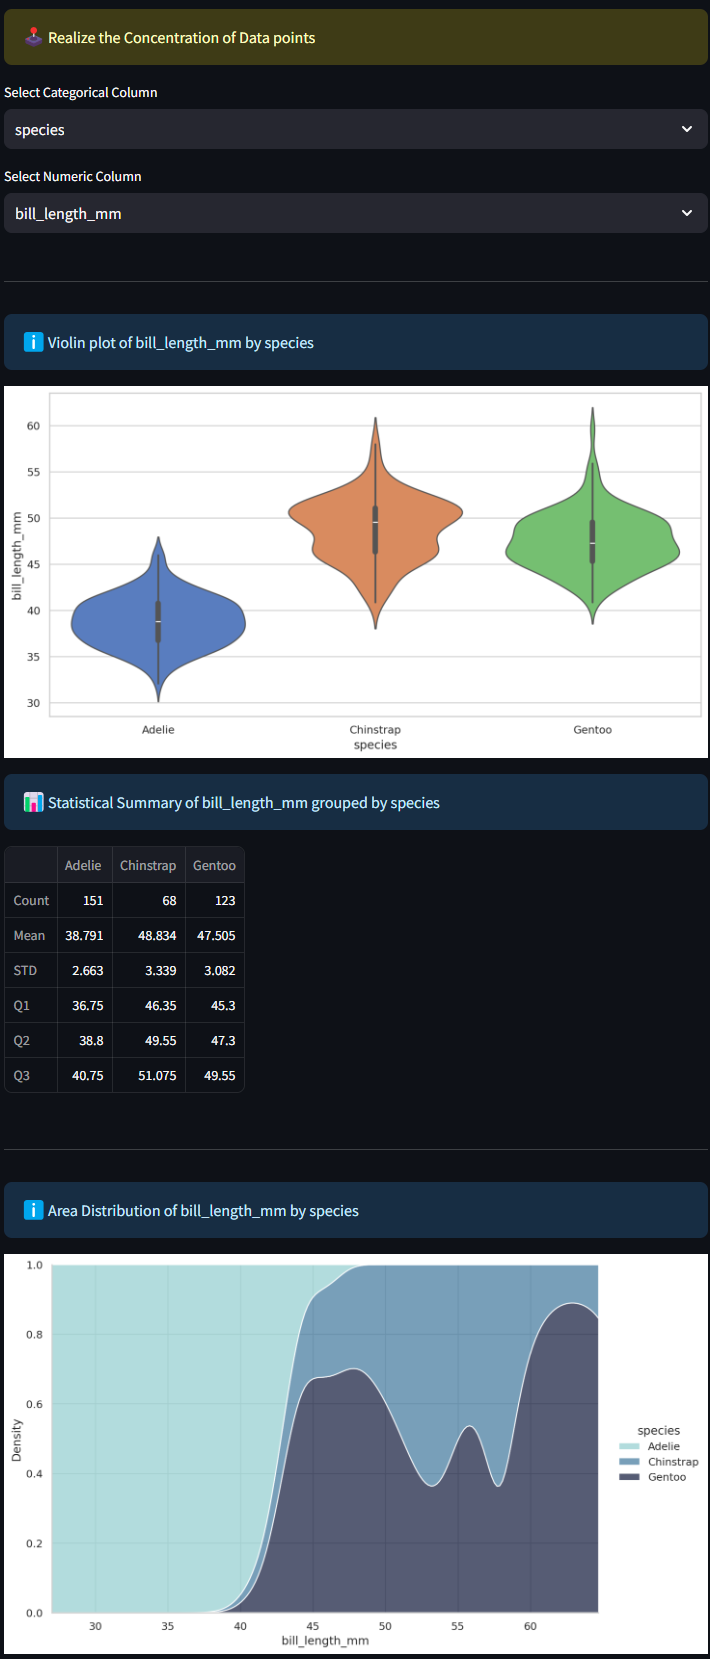 Realize the Concentration of Data points
Select Categorical Column
species
Select Numeric Column
bill_length_mm
Violin plot of bill_length_mm by species
60
55
50
45
40
35
30
bill_length_mm
Adelie Chinstrap Gentoo
species
Statistical Summary of bill_length_mm grouped by species
Adelie Chinstrap Gentoo
Count 151 68 123
Mean 38.791 48.834 47.505
STD 2.663 3.339 3.082
Q1 36.75 46.35 45.3
Q2 38.8 49.55 47.3
Q3 40.75 51.075 49.55
Area Distribution of bill_length_mm by species
1.0
0.8
0.6
0.4
0.2
0.0
Density
30 35 40 45 50 55 60
bill_length_mm
species
Adelie
Chinstrap
Gentoo